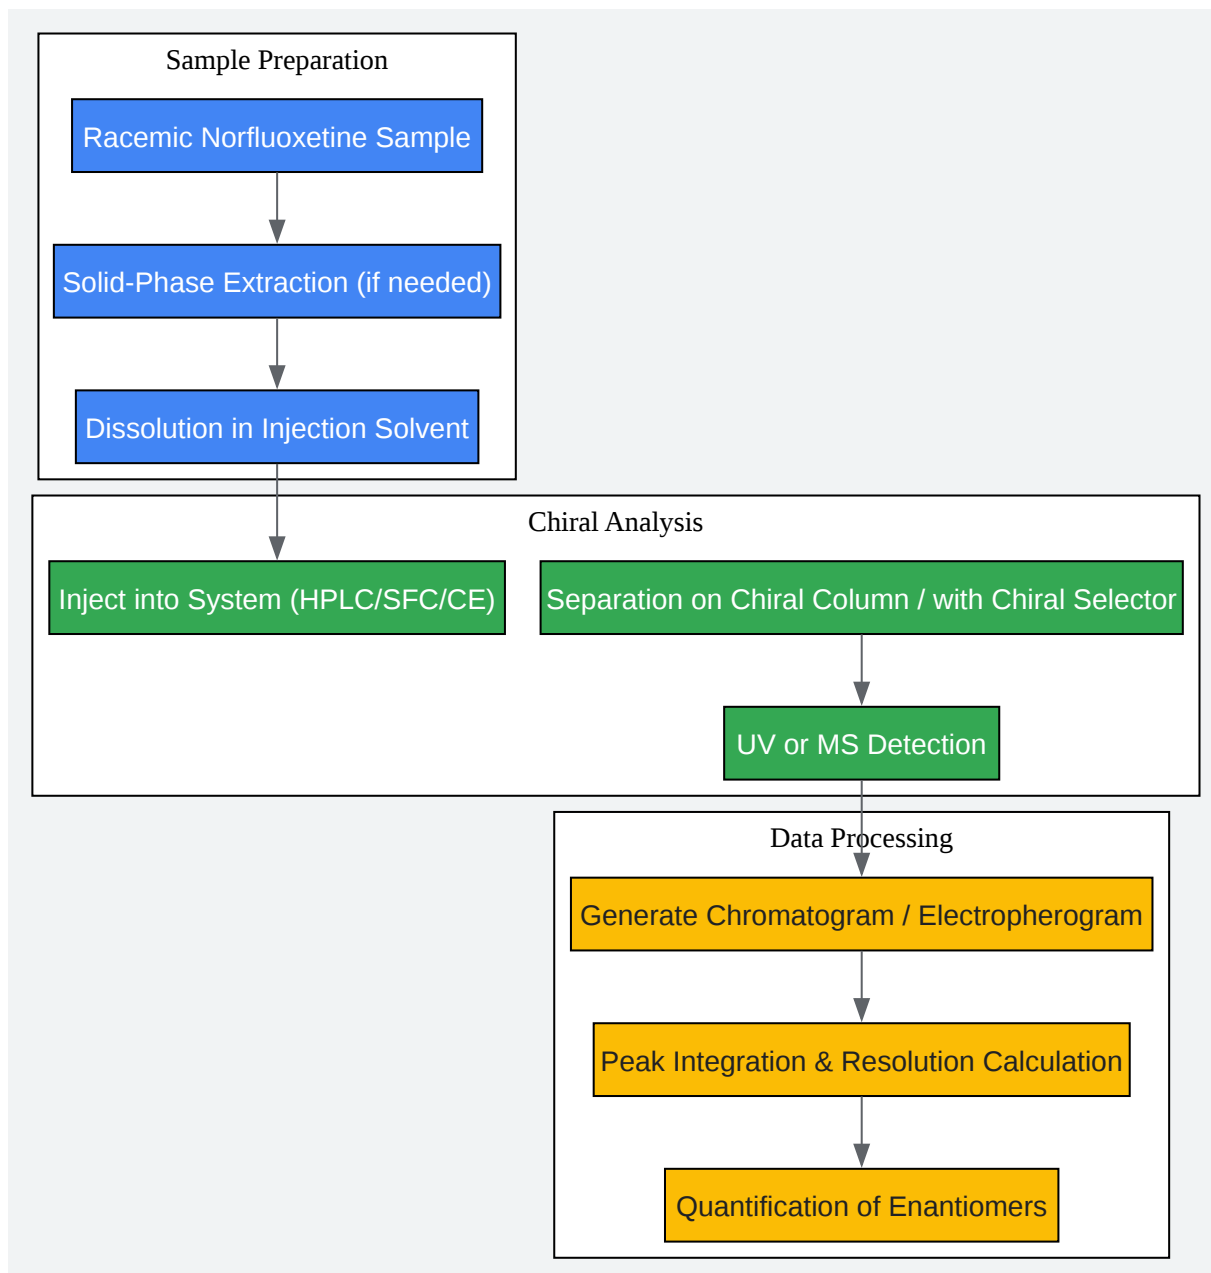 Sample Preparation
Racemic Norfluoxetine Sample
Solid-Phase Extraction (if needed)
Dissolution in Injection Solvent
Chiral Analysis
Inject into System (HPLC/SFC/CE)
Separation on Chiral Column / with Chiral Selector
UV or MS Detection
Data Processing
Generate Chromatogram / Electropherogram
Peak Integration & Resolution Calculation
Quantification of Enantiomers